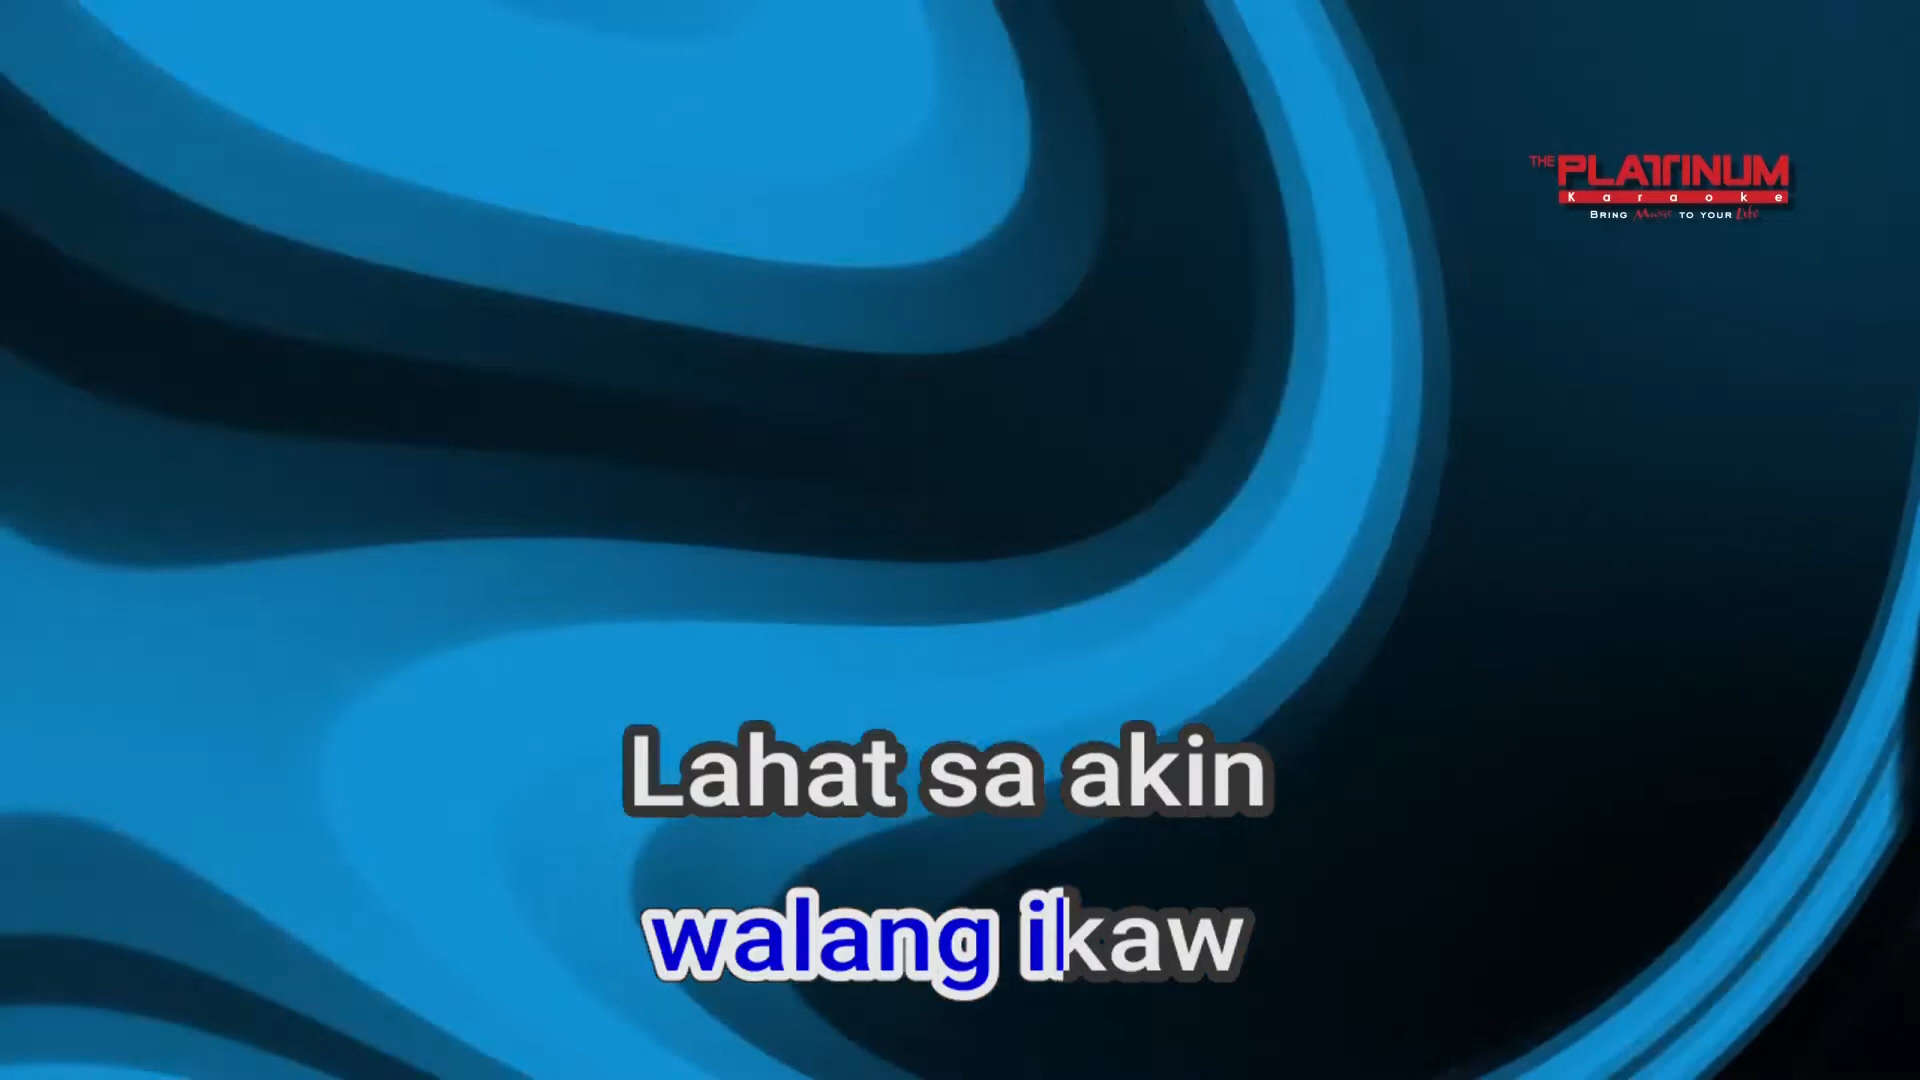 THE PLATINUM
Karaoke
BRING Music TO YOUR Life
Lahat sa akin
walang ikaw